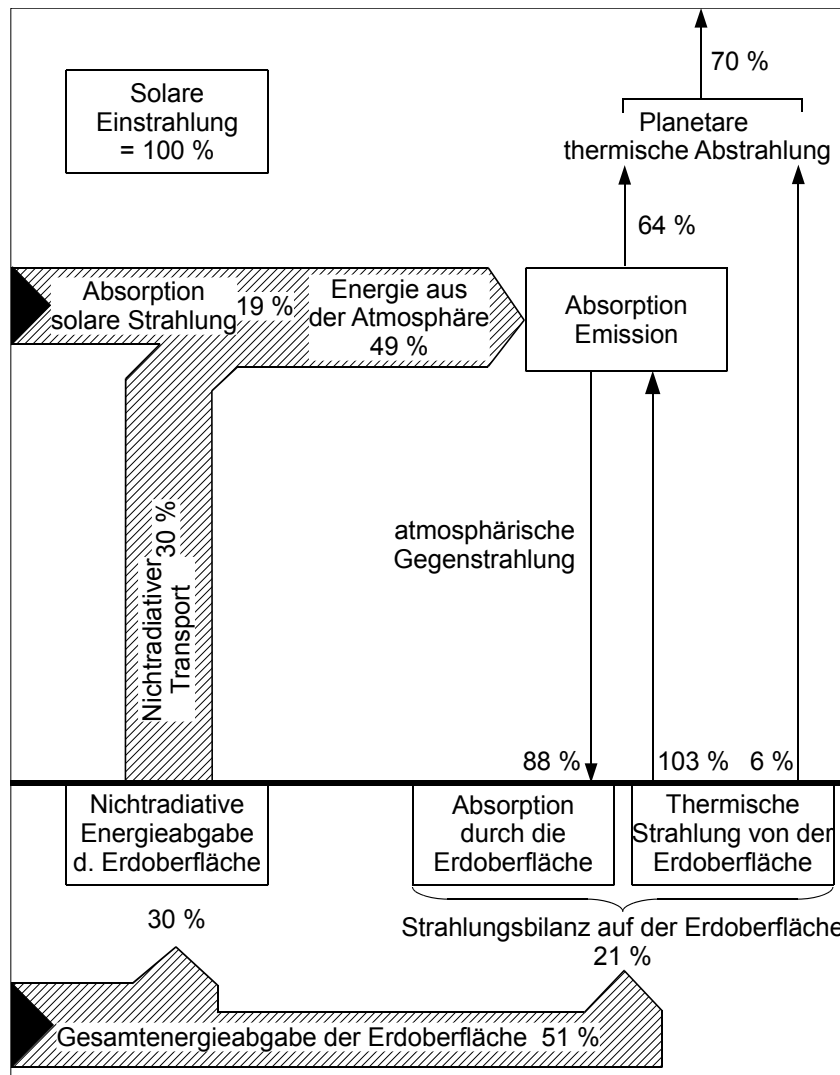 70 %
Solare
Einstrahlung
= 100 %
Planetare
thermische Abstrahlung
64 %
Absorption
solare Strahlung
19 %
Energie aus
der Atmosphäre
49 %
Absorption
Emission
Nichtradiativer
Transport
30 %
atmosphärische
Gegenstrahlung
88 %
103 %
6 %
Nichtradiative
Energieabgabe
d. Erdoberfläche
Absorption
durch die
Erdoberfläche
Thermische
Strahlung von der
Erdoberfläche
30 %
Strahlungsbilanz auf der Erdoberfläche
21 %
Gesamtenergieabgabe der Erdoberfläche 51 %